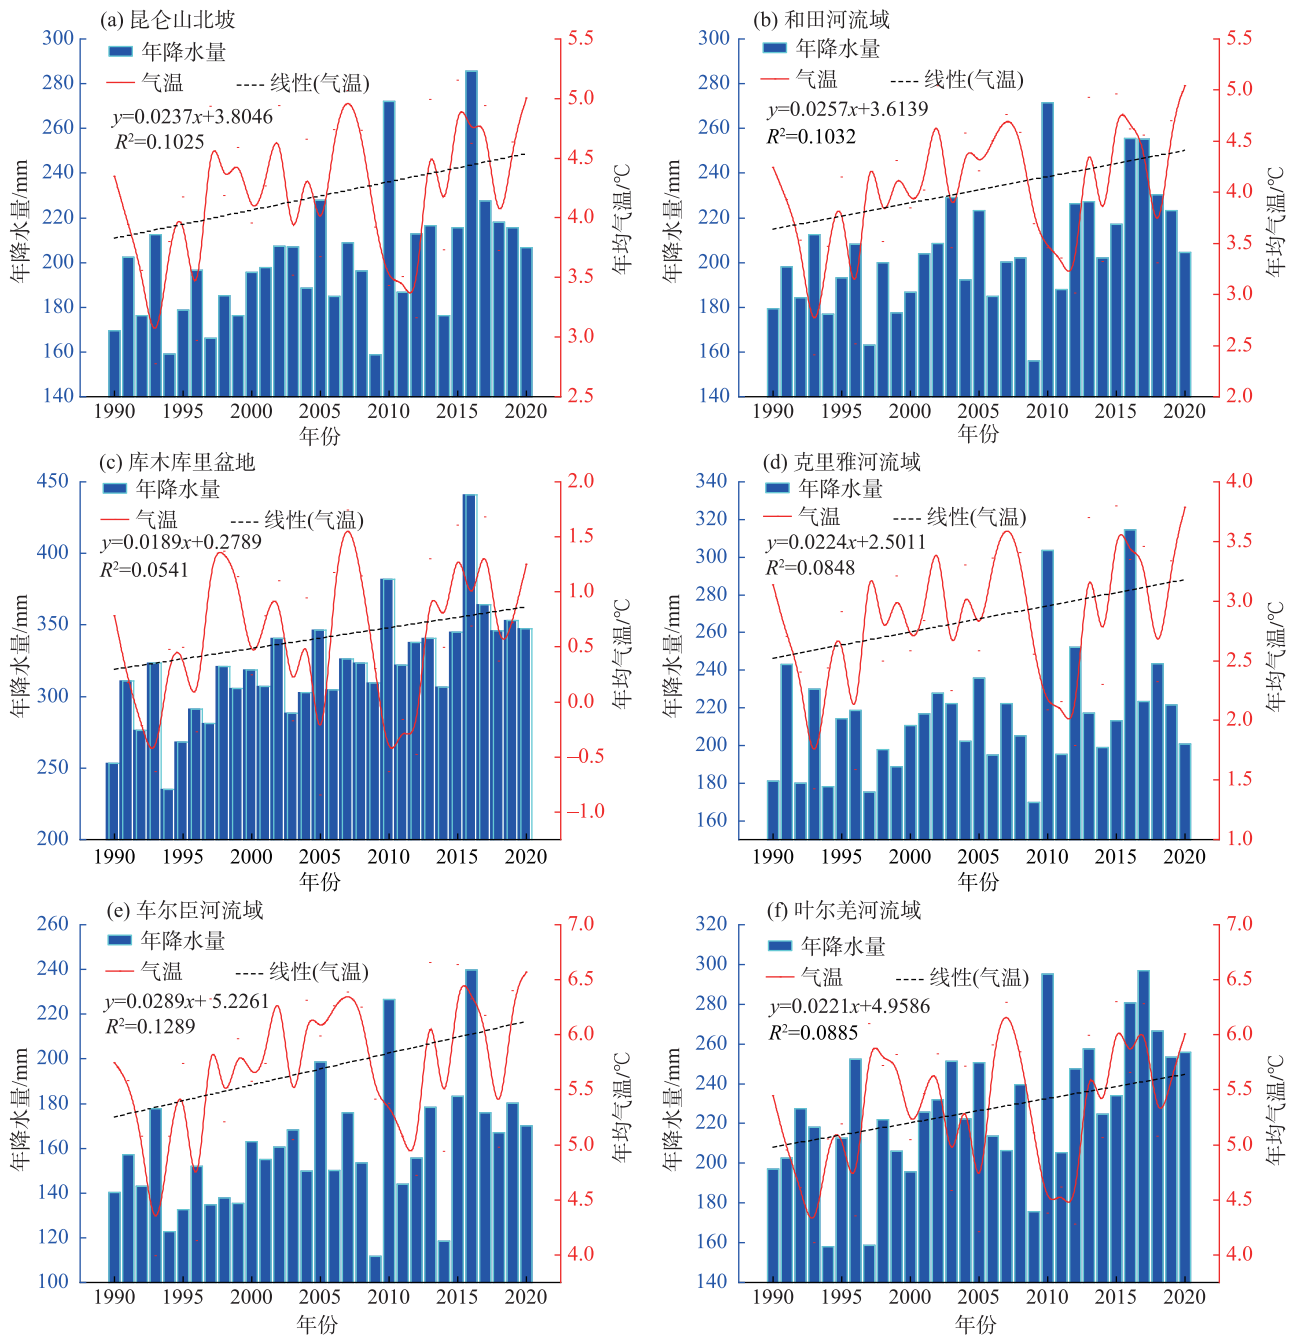 (a) 昆仑山北坡
年降水量
气温
线性(气温)
y=0.0237x+3.8046
R²=0.1025
年降水量/mm
300
280
260
240
220
200
180
160
140
年均气温/℃
5.5
5.0
4.5
4.0
3.5
3.0
2.5
1990 1995 2000 2005 2010 2015 2020
年份
(b) 和田河流域
年降水量
气温
线性(气温)
y=0.0257x+3.6139
R²=0.1032
年降水量/mm
300
280
260
240
220
200
180
160
140
年均气温/℃
5.5
5.0
4.5
4.0
3.5
3.0
2.5
2.0
1990 1995 2000 2005 2010 2015 2020
年份
(c) 库木库里盆地
年降水量
气温
线性(气温)
y=0.0189x+0.2789
R²=0.0541
年降水量/mm
450
400
350
300
250
200
年均气温/℃
2.0
1.5
1.0
0.5
0.0
−0.5
−1.0
1990 1995 2000 2005 2010 2015 2020
年份
(d) 克里雅河流域
年降水量
气温
线性(气温)
y=0.0224x+2.5011
R²=0.0848
年降水量/mm
340
320
300
280
260
240
220
200
180
160
年均气温/℃
4.0
3.5
3.0
2.5
2.0
1.5
1.0
1990 1995 2000 2005 2010 2015 2020
年份
(e) 车尔臣河流域
年降水量
气温
线性(气温)
y=0.0289x+5.2261
R²=0.1289
年降水量/mm
260
240
220
200
180
160
140
120
100
年均气温/℃
7.0
6.5
6.0
5.5
5.0
4.5
4.0
1990 1995 2000 2005 2010 2015 2020
年份
(f) 叶尔羌河流域
年降水量
气温
线性(气温)
y=0.0221x+4.9586
R²=0.0885
年降水量/mm
320
300
280
260
240
220
200
180
160
140
年均气温/℃
7.0
6.5
6.0
5.5
5.0
4.5
4.0
1990 1995 2000 2005 2010 2015 2020
年份